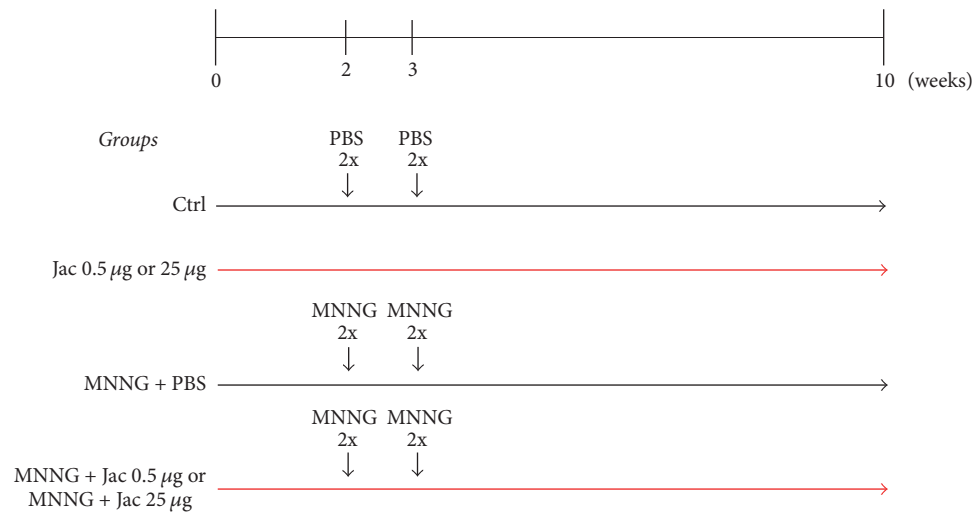 0
2
3
10 (weeks)
Groups
PBS PBS
2x 2x
Ctrl
Jac 0.5 μg or 25 μg
MNNG MNNG
2x 2x
MNNG + PBS
MNNG MNNG
2x 2x
MNNG + Jac 0.5 μg or
MNNG + Jac 25 μg